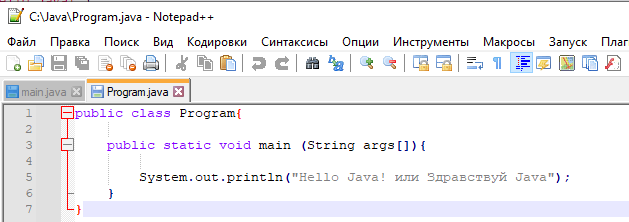 C:\Java\Program.java - Notepad++
Файл Правка Поиск Вид Кодировки Синтаксисы Опции Инструменты Макросы Запуск Плаг
main.java Program.java
1 public class Program{
2
3 public static void main (String args[]){
4
5 System.out.println("Hello Java! или Здравствуй Java");
6 }
7 }